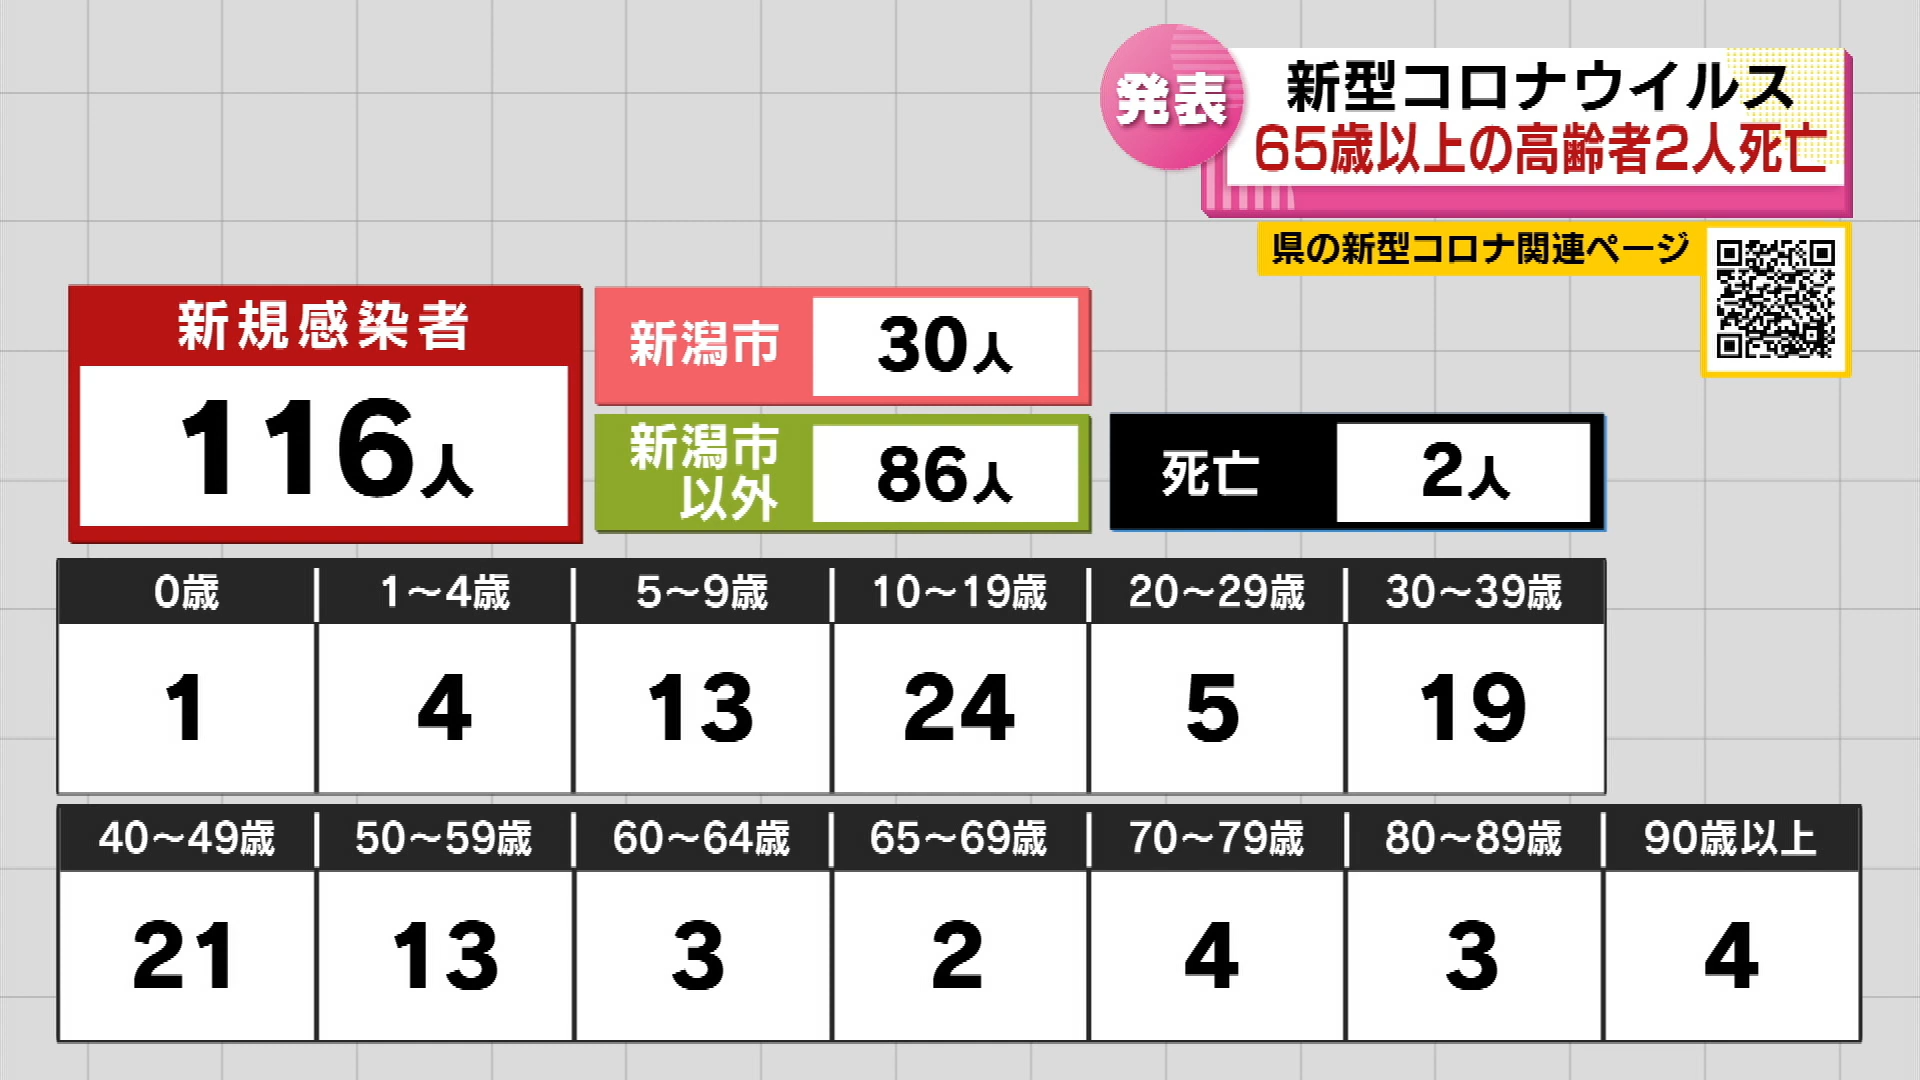 発表
新型コロナウイルス
65歳以上の高齢者2人死亡
県の新型コロナ関連ページ
新規感染者
116人
新潟市
30人
新潟市
以外
86人
死亡
2人
0歳 1～4歳 5～9歳 10～19歳 20～29歳 30～39歳
1 4 13 24 5 19
40～49歳 50～59歳 60～64歳 65～69歳 70～79歳 80～89歳 90歳以上
21 13 3 2 4 3 4